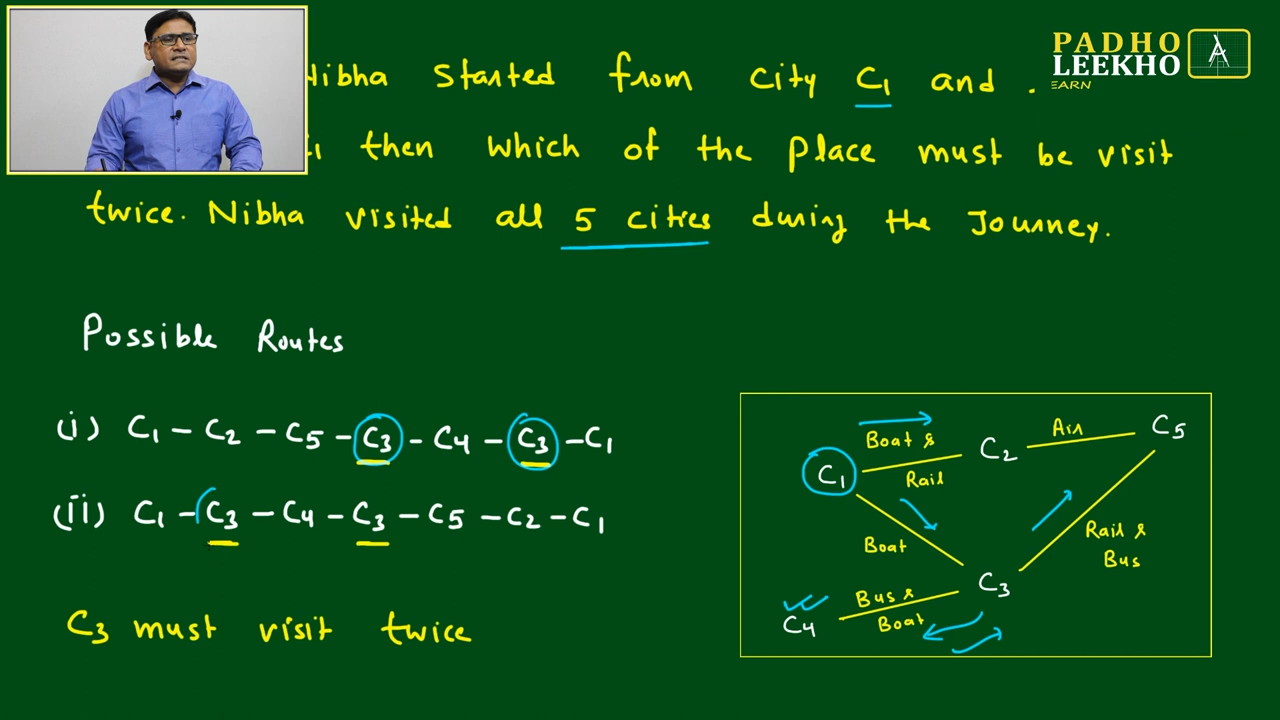 Nibha started from city C1 and .
then which of the place must be visit
twice. Nibha visited all 5 cities during the Journey.
PADHO
LEEKHO
EARN
Possible Routes
(i) C1 - C2 - C5 - C3 - C4 - C3 - C1
(ii) C1 - C3 - C4 - C3 - C5 - C2 - C1
C3 must visit twice
Boat &
Rail
Air
C1
C2
C5
Boat
Rail &
Bus
C3
Bus &
Boat
C4